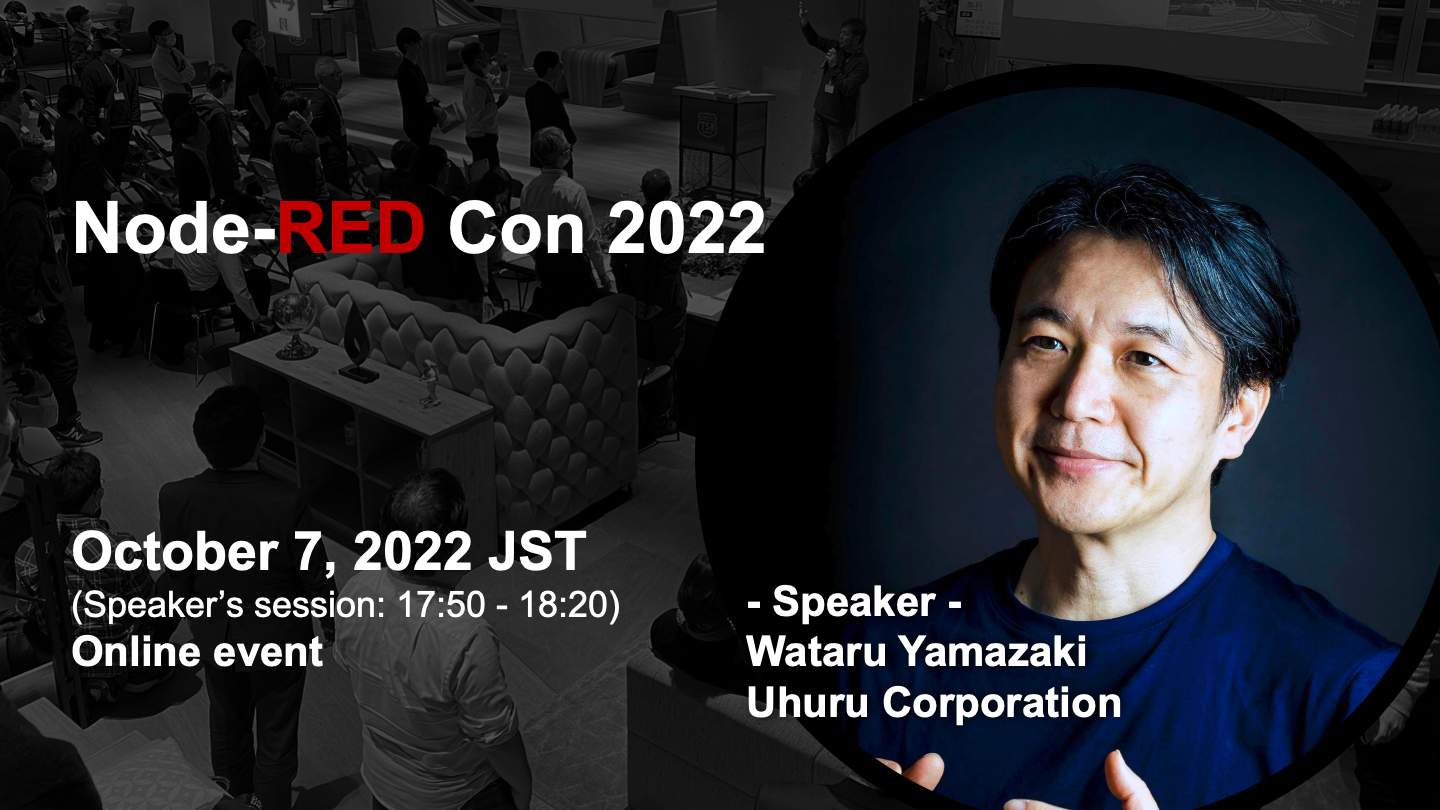 Node-RED Con 2022
October 7, 2022 JST
(Speaker’s session: 17:50 - 18:20)
Online event
- Speaker -
Wataru Yamazaki
Uhuru Corporation